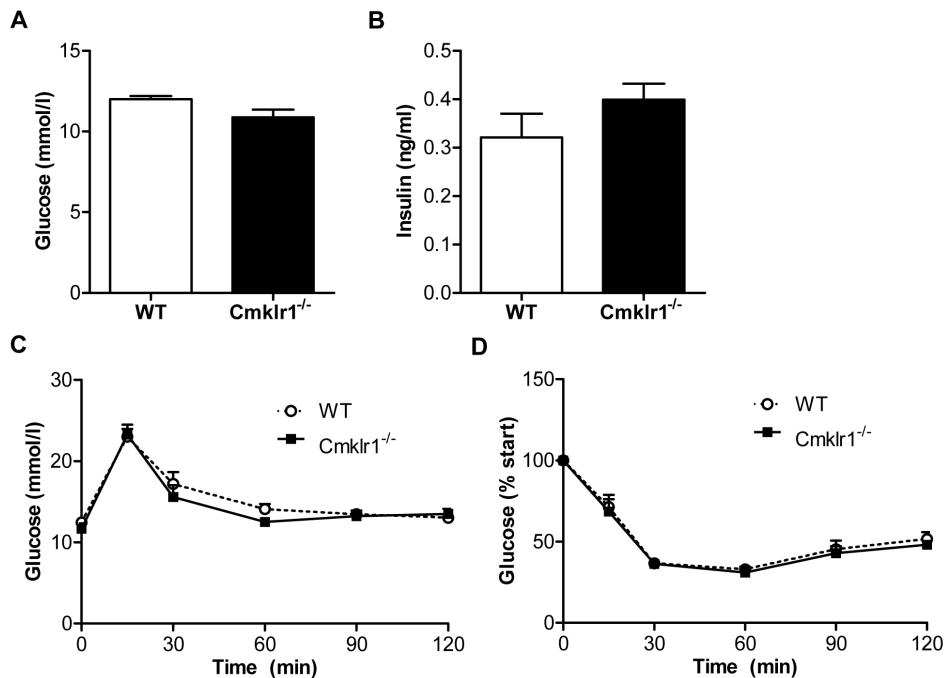 A
Glucose (mmol/l)
15
10
5
0
WT
Cmklr1-/-
B
Insulin (ng/ml)
0.5
0.4
0.3
0.2
0.1
0.0
WT
Cmklr1-/-
C
Glucose (mmol/l)
30
20
10
0
WT
Cmklr1-/-
0 30 60 90 120
Time (min)
D
Glucose (% start)
150
100
50
0
WT
Cmklr1-/-
0 30 60 90 120
Time (min)